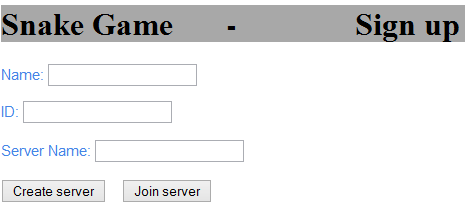 Snake Game - Sign up
Name:
ID:
Server Name:
Create server Join server